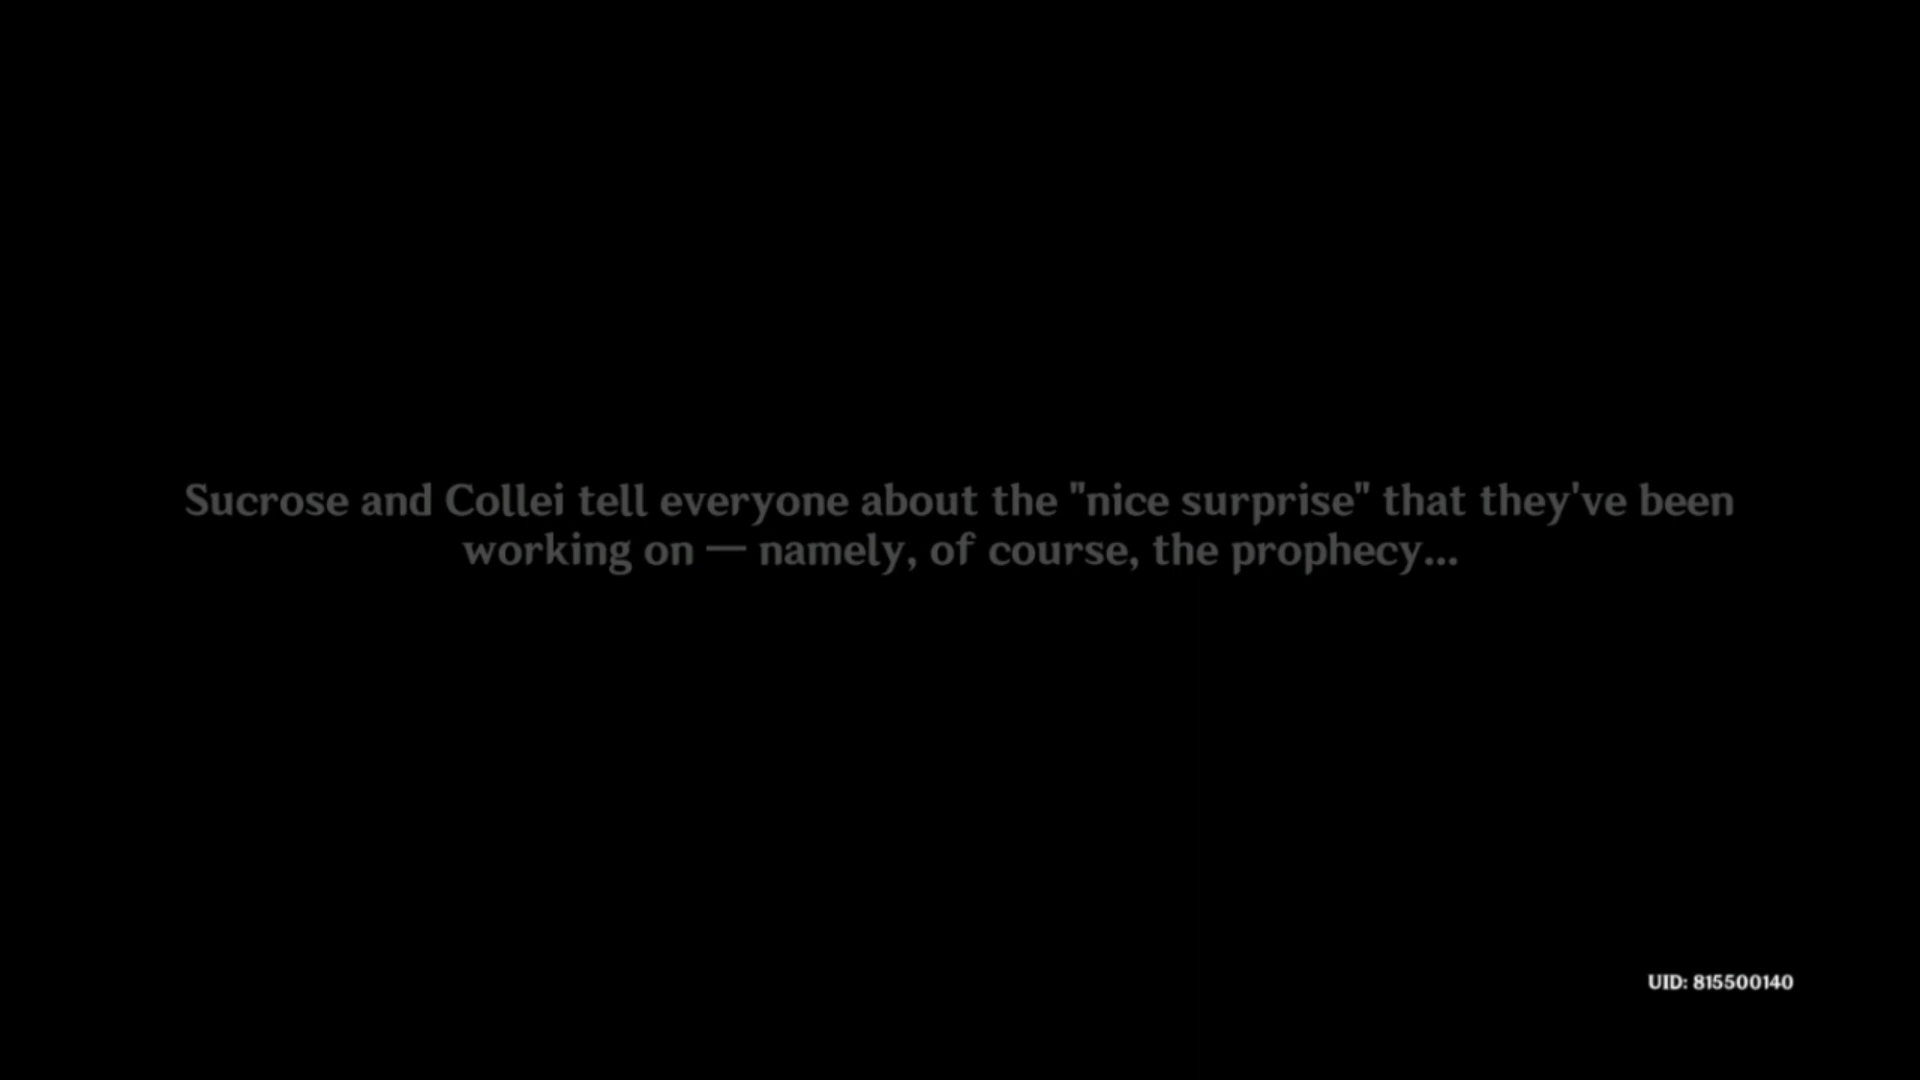 Sucrose and Collei tell everyone about the "nice surprise" that they've been
working on — namely, of course, the prophecy...
UID: 815500140